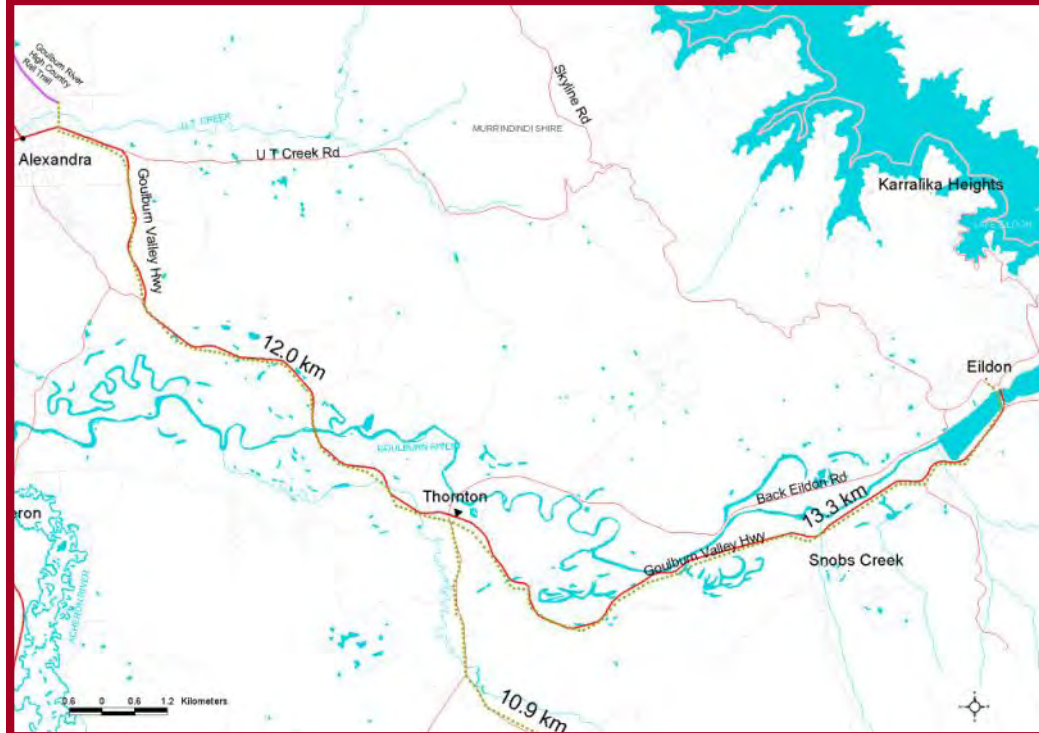 Goulburn River
High Country
Rail Trail
U.T. CREEK
Skyline Rd
MURRINDINDI SHIRE
Alexandra
U T Creek Rd
Karralika Heights
Goulburn Valley Hwy
12.0 km
Eildon
GOULBURN RIVER
Thornton
Back Eildon Rd
13.3 km
eron
Goulburn Valley Hwy
Snobs Creek
ACHERON RIVER
0.6 0 0.6 1.2 Kilometers
10.9 km